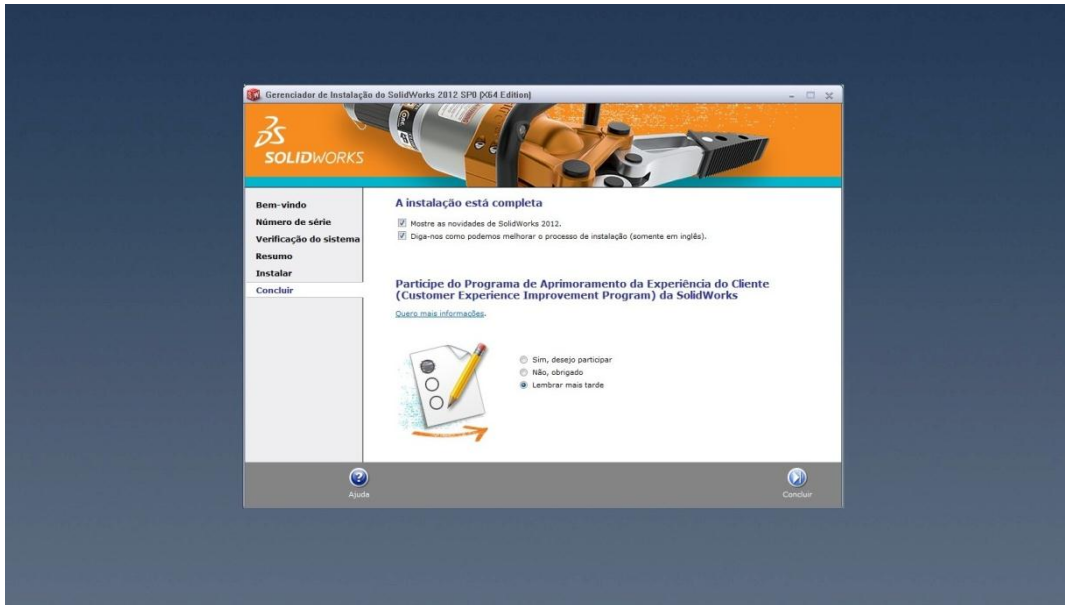 Gerenciador de Instalação do SolidWorks 2012 SP0 (X64 Edition)
SOLIDWORKS
Bem-vindo
Número de série
Verificação do sistema
Resumo
Instalar
Concluir
A instalação está completa
Mostre as novidades de SolidWorks 2012.
Diga-nos como podemos melhorar o processo de instalação (somente em inglês).
Participe do Programa de Aprimoramento da Experiência do Cliente
(Customer Experience Improvement Program) da SolidWorks
Quero mais informações.
Sim, desejo participar
Não, obrigado
Lembrar mais tarde
Ajuda
Concluir